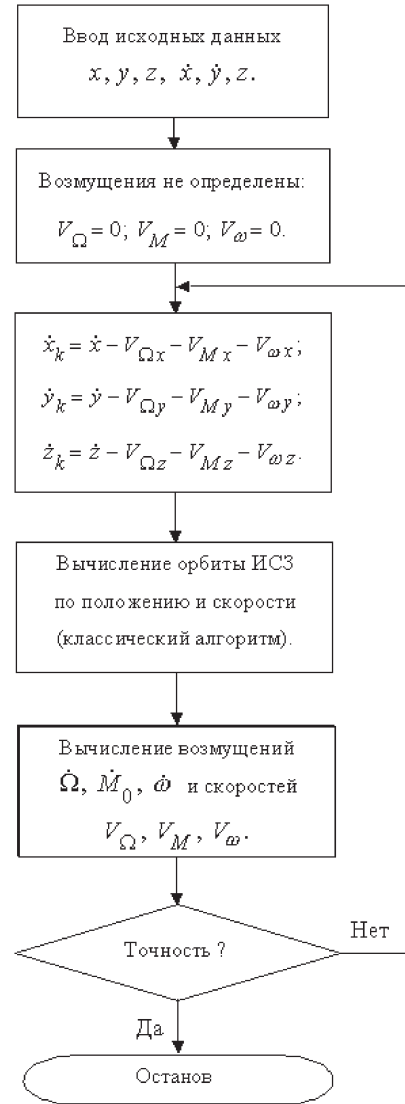 Ввод исходных данных
x, y, z, ẋ, ẏ, z.
Возмущения не определены:
V_Ω = 0; V_M = 0; V_ω = 0.
ẋ_k = ẋ – V_Ωx – V_Mx – V_ωx;
ẏ_k = ẏ – V_Ωy – V_My – V_ωy;
ż_k = ż – V_Ωz – V_Mz – V_ωz.
Вычисление орбиты ИСЗ
по положению и скорости
(классический алгоритм).
Вычисление возмущений
Ω̇, Ṁ_0, ω̇ и скоростей
V_Ω, V_M, V_ω.
Точность ?
Нет
Да
Останов